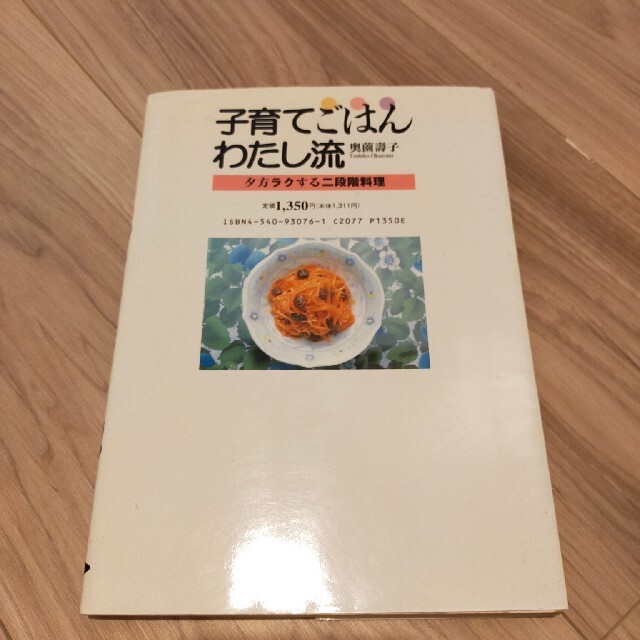 子育てごはん
わたし流 奥薗壽子
Toshiko Okuzono
夕方ラクする二段階料理
定価1,350円(本体1,311円)
ISBN4-540-93076-1 C2077 P1350E